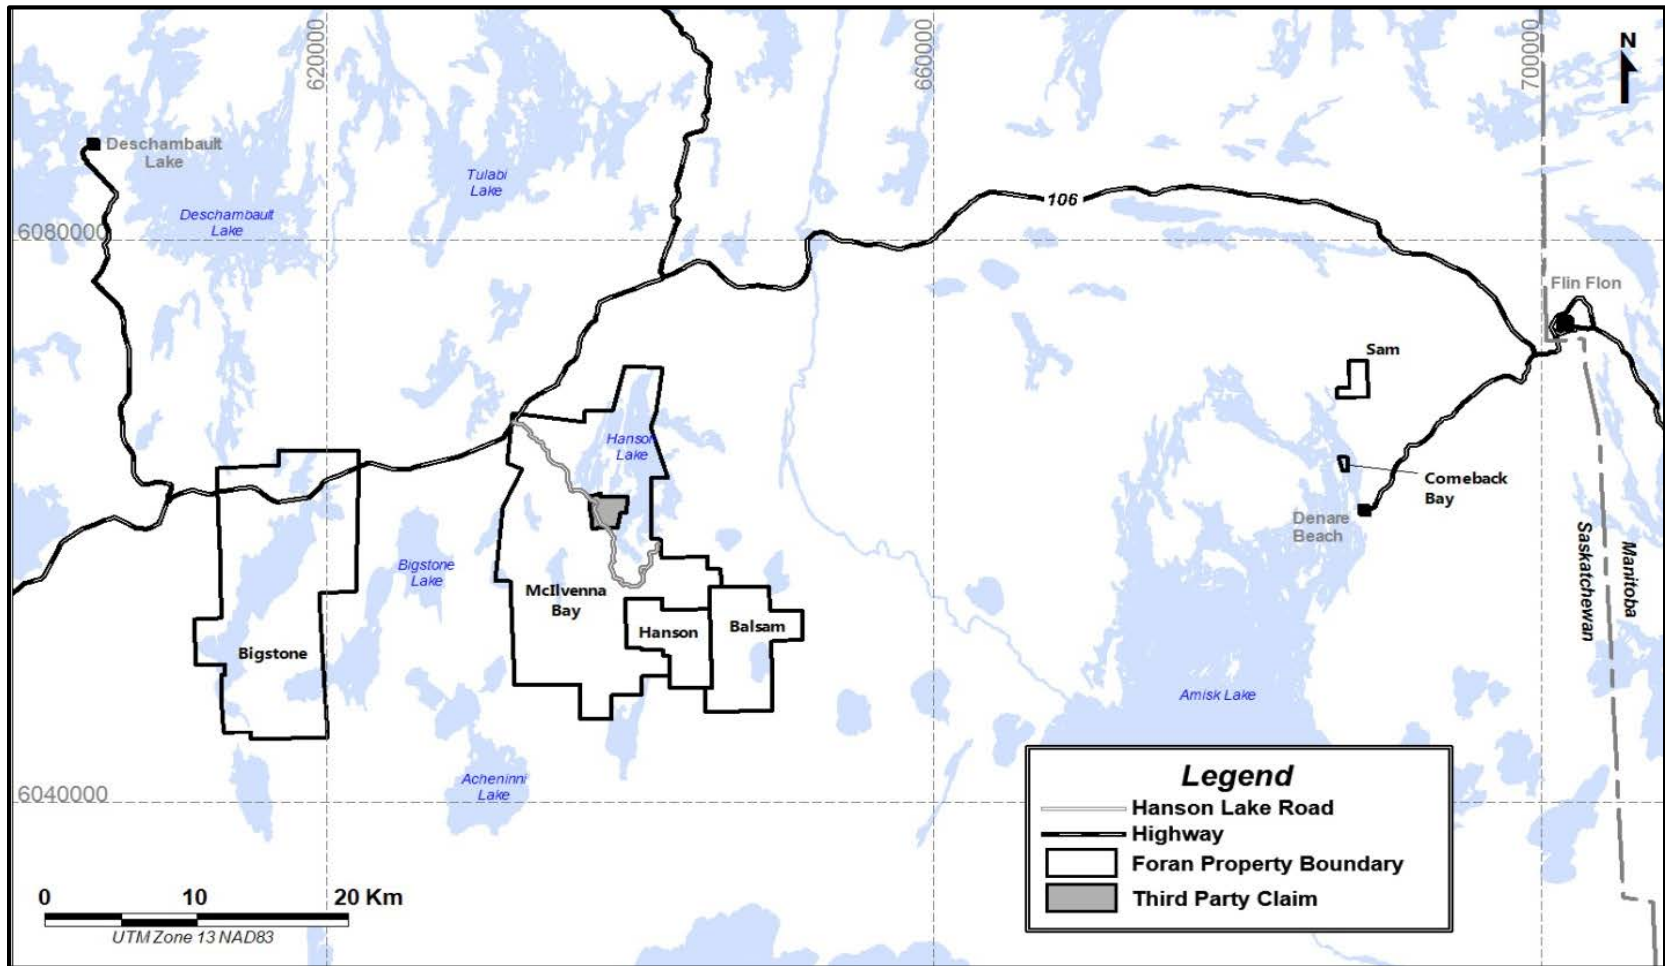 620000
660000
700000
N
Deschambault
Lake
Tulabi
Lake
Deschambault
Lake
106
6080000
Flin Flon
Sam
Hanson
Lake
Comeback
Bay
Denare
Beach
Saskatchewan
Manitoba
Bigstone
Lake
McIlvenna
Bay
Hanson
Balsam
Bigstone
Amisk Lake
Acheninni
Lake
6040000
Legend
Hanson Lake Road
Highway
Foran Property Boundary
Third Party Claim
0 10 20 Km
UTM Zone 13 NAD83